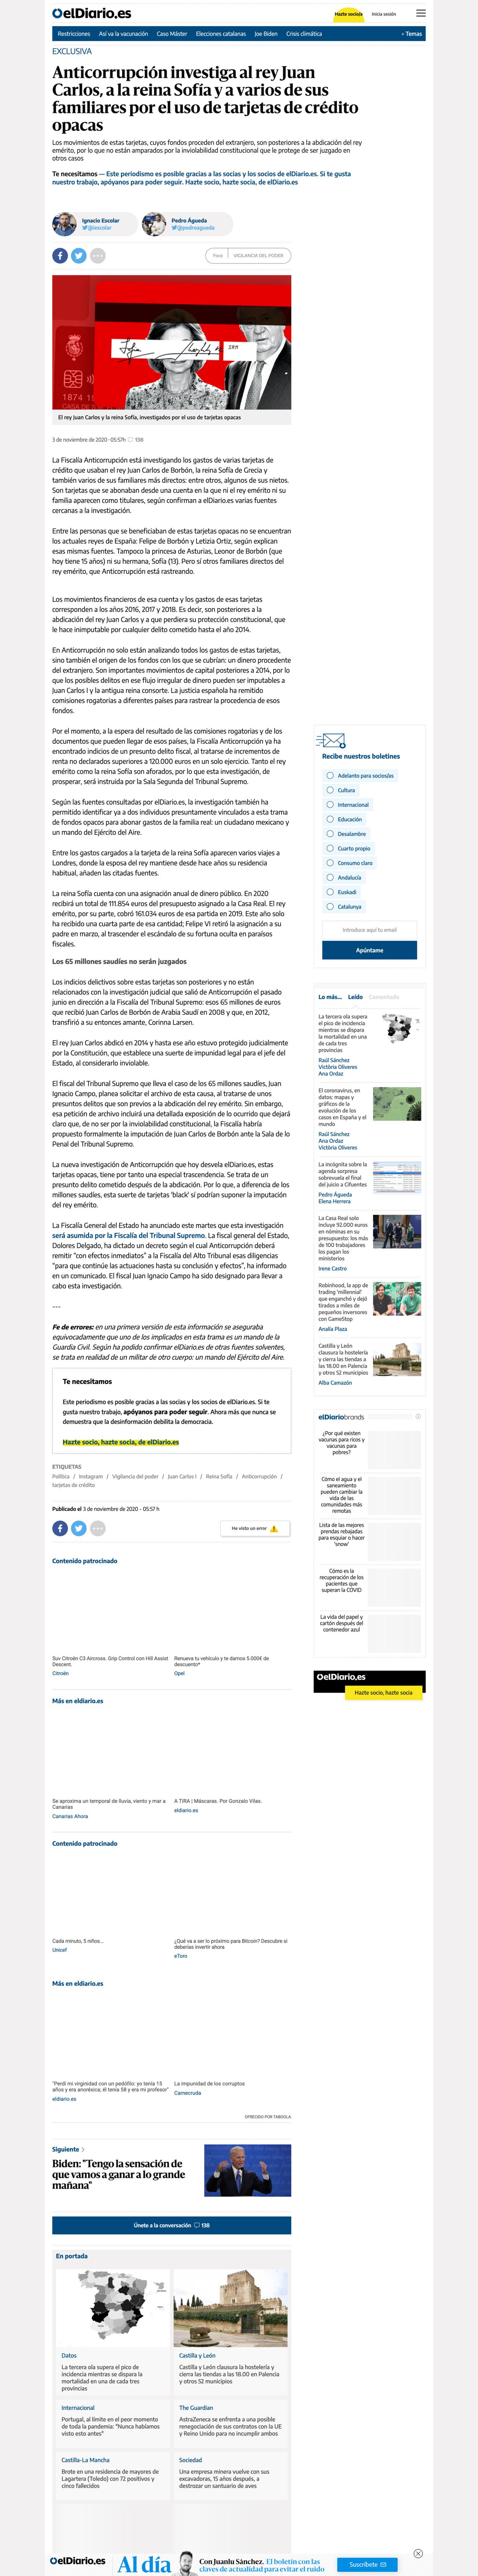 elDiario.es
Hazte socio/a
Inicia sesión
Restricciones Así va la vacunación Caso Máster Elecciones catalanas Joe Biden Crisis climática + Temas
EXCLUSIVA
Anticorrupción investiga al rey Juan
Carlos, a la reina Sofía y a varios de sus
familiares por el uso de tarjetas de crédito
opacas
Los movimientos de estas tarjetas, cuyos fondos proceden del extranjero, son posteriores a la abdicación del rey
emérito, por lo que no están amparados por la inviolabilidad constitucional que le protege de ser juzgado en
otros casos
Te necesitamos — Este periodismo es posible gracias a las socias y los socios de elDiario.es. Si te gusta
nuestro trabajo, apóyanos para poder seguir. Hazte socio, hazte socia, de elDiario.es
Ignacio Escolar
@iescolar
Pedro Águeda
@pedroagueda
Foco VIGILANCIA DEL PODER
1874
El rey Juan Carlos y la reina Sofía, investigados por el uso de tarjetas opacas
3 de noviembre de 2020 - 05:57h 138
La Fiscalía Anticorrupción está investigando los gastos de varias tarjetas de
crédito que usaban el rey Juan Carlos de Borbón, la reina Sofía de Grecia y
también varios de sus familiares más directos: entre otros, algunos de sus nietos.
Son tarjetas que se abonaban desde una cuenta en la que ni el rey emérito ni su
familia aparecen como titulares, según confirman a elDiario.es varias fuentes
cercanas a la investigación.
Entre las personas que se beneficiaban de estas tarjetas opacas no se encuentran
los actuales reyes de España: Felipe de Borbón y Letizia Ortiz, según explican
esas mismas fuentes. Tampoco la princesa de Asturias, Leonor de Borbón (que
hoy tiene 15 años) ni su hermana, Sofía (13). Pero sí otros familiares directos del
rey emérito, que Anticorrupción está rastreando.
Los movimientos financieros de esa cuenta y los gastos de esas tarjetas
corresponden a los años 2016, 2017 y 2018. Es decir, son posteriores a la
abdicación del rey Juan Carlos y a que perdiera su protección constitucional, que
le hace inimputable por cualquier delito cometido hasta el año 2014.
En Anticorrupción no solo están analizando todos los gastos de esas tarjetas,
sino también el origen de los fondos con los que se cubrían: un dinero procedente
del extranjero. Son movimientos posteriores a 2014, por lo que
los posibles delitos en ese flujo irregular de dinero pueden ser imputables a
Juan Carlos I y la antigua reina consorte. La justicia española ha remitido
comisiones rogatorias a diferentes países para rastrear la procedencia de esos
fondos.
Por el momento, a la espera del resultado de las comisiones rogatorias y de los
documentos que pueden llegar de otros países, la Fiscalía Anticorrupción ya ha
encontrado un posible presunto delito fiscal, al tratarse de incrementos de renta
no declarados superiores a 120.000 euros en un solo ejercicio. Tanto el rey
emérito como la reina Sofía son aforados, por lo que esta investigación, de
prosperar, será instruida por la Sala Segunda del Tribunal Supremo.
Según las fuentes consultadas por elDiario.es, la investigación también ha
permitido identificar ya a dos individuos presuntamente utilizados como
testaferros para abonar gastos de la familia real: un ciudadano mexicano y
un mando del Ejército del Aire.
Entre los gastos cargados a la tarjeta de la reina Sofía aparecen varios en
Londres, donde la esposa del rey mantiene desde hace años su residencia
habitual, añaden las citadas fuentes.
La reina Sofía cuenta con una asignación anual de dinero público. En 2020
recibirá un total de 111.854 euros del presupuesto asignado a la Casa Real. El rey
emérito, por su parte, cobró 161.034 euros de esa partida en 2019. Este año solo
ha recibido los correspondientes al primer trimestre, porque en marzo –ya con la
causa penal contra Juan Carlos I abierta–; Felipe VI retiró la asignación a su
padre en marzo, al trascender el escándalo de su fortuna oculta en paraísos
fiscales.
Los 65 millones suizos no serán juzgados
Los indicios delictivos sobre estas tarjetas son posteriores y no están
relacionados con la investigación judicial que salió de Anticorrupción el pasado
junio en dirección a la Fiscalía del Tribunal Supremo: esos 65 millones de euros
que recibió Juan Carlos de Borbón de Arabia Saudí en 2008 y que, en 2012,
transfirió a su entonces amante, Corinna Larsen.
El rey Juan Carlos abdicó en 2014 y hasta ese año estuvo protegido judicialmente
por la Constitución, que establece una suerte de impunidad legal para el jefe del
Estado, al considerarlo inviolable.
El fiscal del Tribunal Supremo que lleva el caso de los 65 millones suizos, Juan
Ignacio Campo, planea solicitar el archivo de esta causa, ya que se trataría de
presuntos delitos anteriores a que se aboliera la inviolabilidad del rey emérito. Sin
embargo, esa petición de archivo contendrá una dura exposición de lo ocurrido que dejará
claro que, de no ser por la inviolabilidad constitucional, la Fiscalía habría
propuesto formalmente la imputación de Juan Carlos de Borbón ante la Sala de lo
Penal del Tribunal Supremo.
La nueva investigación de Anticorrupción que hoy desvela elDiario.es, estas
tarjetas opacas, es diferente en un punto fundamental: que afecta a un
presunto delito cometido después de la abdicación. Por lo que, a diferencia de los
millones saudíes, esta suerte de tarjetas 'black' sí podrían suponer la imputación
del rey emérito.
La Fiscalía General del Estado ha anunciado este martes que esta investigación
será asumida por la Fiscalía del Tribunal Supremo. La fiscal general del Estado,
Dolores Delgado, ha dictado un decreto según el cual Anticorrupción deberá
remitir "en los términos inmediatos" a la Fiscalía del TS estas diligencias "para
que asuma o continúe la práctica de las diligencias conjunta y efectos", ha afirmado
en un comunicado. El fiscal Juan Ignacio Campo ha sido designado para llevar a
cabo esta investigación.
---
Fe de errores: en una primera versión de esta información se aseguraba
equivocadamente que uno de los implicados en esta trama es un mando de la
Guardia Civil. Según ha podido confirmar elDiario.es de otras fuentes solventes,
se trata en realidad de un militar de otro cuerpo: un mando del Ejército del Aire.
Te necesitamos
Este periodismo es posible gracias a las socias y los socios de elDiario.es. Si te
gusta nuestro trabajo, apóyanos para poder seguir. Ahora más que nunca se
demuestra que la desinformación debilita la democracia.
Hazte socio, hazte socia, de elDiario.es
ETIQUETAS
Política / Instagram / Vigilancia del poder / Juan Carlos I / Reina Sofía / Anticorrupción /
tarjetas de crédito
Publicado el 3 de noviembre de 2020 - 05:57 h
He visto un error
Contenido patrocinado
Suv Citroën C3 Aircross. Grip Control con Hill Assist
Descent.
Citroën
Renueva tu vehículo y te damos 5.000€ de
descuento*
Opel
Más en eldiario.es
Se aproxima un temporal de lluvia, viento y mar a
Canarias
Canarias Ahora
A TIRA | Máscaras. Por Gonzalo Vilas.
eldiario.es
Contenido patrocinado
Cada minuto, 5 niños...
Unicef
¿Qué va a ser lo próximo para Bitcoin? Descubre si
deberías invertir ahora
eToro
Más en eldiario.es
"Perdí mi virginidad con un pedófilo: yo tenía 15
años y era anoréxica; él tenía 58 y era mi profesor"
eldiario.es
La impunidad de los corruptos
Carnecruda
OFRECIDO POR TABOOLA
Siguiente
Biden: "Tengo la sensación de
que vamos a ganar a lo grande
mañana"
Únete a la conversación 138
En portada
Datos
La tercera ola supera el pico de
incidencia mientras se dispara la
mortalidad en una de cada tres
provincias
Castilla y León
Castilla y León clausura la hostelería y
cierra las tiendas a las 18.00 en Palencia
y otros 52 municipios
Internacional
Portugal, al límite en el peor momento
de toda la pandemia: "Nunca habíamos
visto esto antes"
The Guardian
AstraZeneca se enfrenta a una posible
renegociación de sus contratos con la UE
y Reino Unido para no incumplir ambos
Castilla-La Mancha
Brote en una residencia de mayores de
Lagartera (Toledo) con 72 positivos y
cinco fallecidos
Sociedad
Una empresa minera vuelve con sus
excavadoras, 15 años después, a
destrozar un santuario de aves
Recibe nuestros boletines
Adelanto para socios/as
Cultura
Internacional
Educación
Desalambre
Cuarto propio
Consumo claro
Andalucía
Euskadi
Catalunya
Introduce aquí tu email
Apúntame
Lo más... Leído Comentado
La tercera ola supera
el pico de incidencia
mientras se dispara
la mortalidad en una
de cada tres
provincias
Raúl Sánchez
Victòria Oliveres
Ana Ordaz
El coronavirus, en
datos: mapas y
gráficos de la
evolución de los
casos en España y el
mundo
Raúl Sánchez
Ana Ordaz
Victòria Oliveres
La incógnita sobre la
agenda sorpresa
sobrevuela el final
del juicio a Cifuentes
Pedro Águeda
Elena Herrera
La Casa Real solo
incluye 92.000 euros
en nóminas en su
presupuesto: los más
de 100 trabajadores
los pagan los
ministerios
Irene Castro
Robinhood, la app de
trading 'millennial'
que enganchó y dejó
tirados a miles de
pequeños inversores
con GameStop
Analía Plaza
Castilla y León
clausura la hostelería
y cierra las tiendas a
las 18.00 en Palencia
y otros 52 municipios
Alba Camazón
elDiariobrands
¿Por qué existen
vacunas para ricos y
vacunas para
pobres?
Cómo el agua y el
saneamiento
pueden cambiar la
vida de las
comunidades más
remotas
Lista de las mejores
prendas rebajadas
para esquiar o hacer
'snow'
Cómo es la
recuperación de los
pacientes que
superan la COVID
La vida del papel y
cartón después del
contenedor azul
elDiario.es
Hazte socio, hazte socia
elDiario.es
Al día
Con Juanlu Sánchez. El boletín con las
claves de actualidad para evitar el ruido
Suscríbete